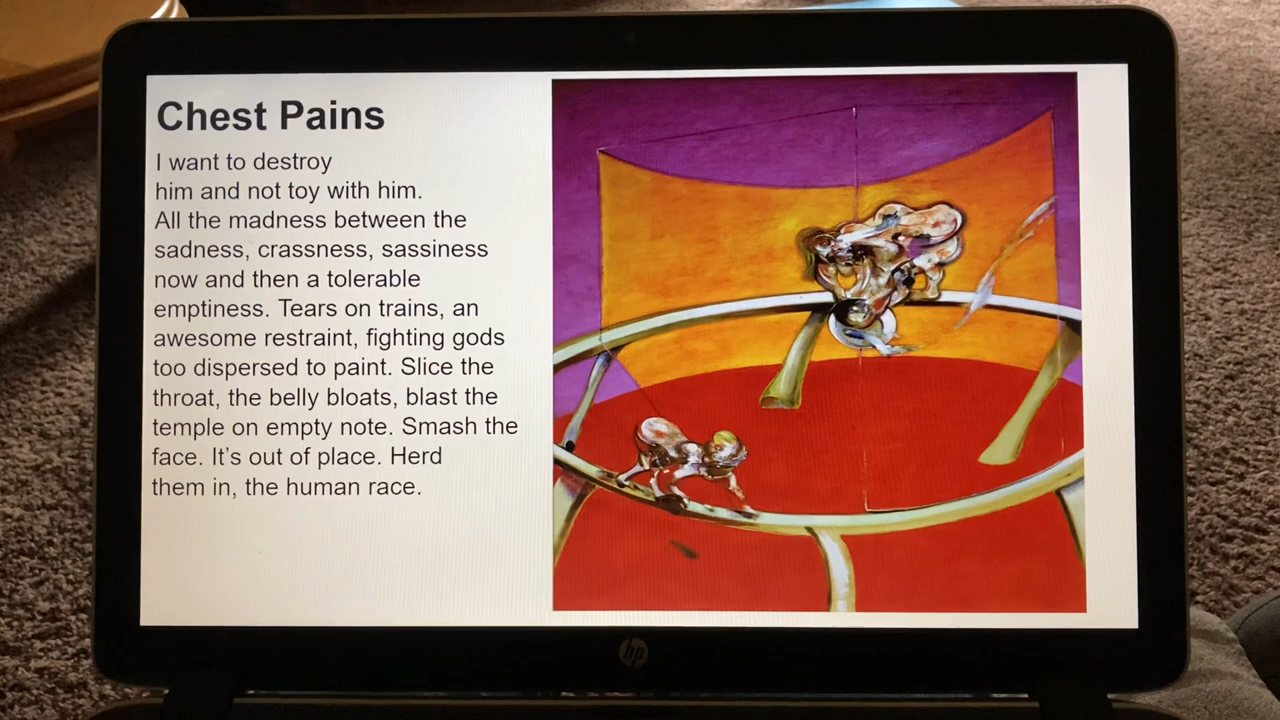 Chest Pains
I want to destroy
him and not toy with him.
All the madness between the
sadness, crassness, sassiness
now and then a tolerable
emptiness. Tears on trains, an
awesome restraint, fighting gods
too dispersed to paint. Slice the
throat, the belly bloats, blast the
temple on empty note. Smash the
face. It’s out of place. Herd
them in, the human race.
hp